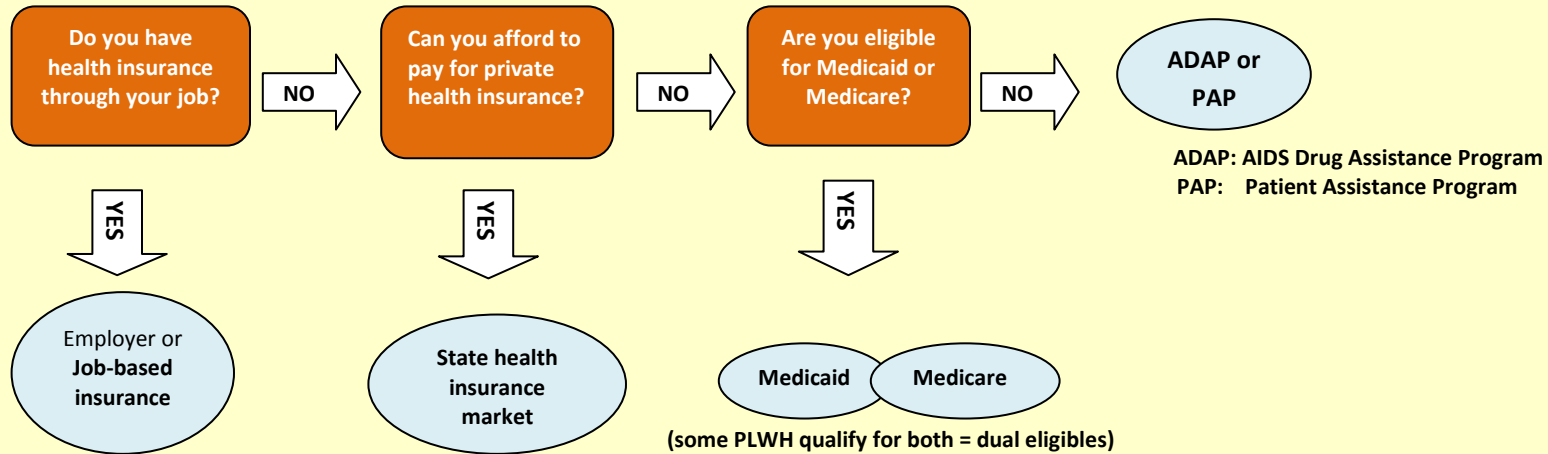 Do you have
health insurance
through your job?
NO
Can you afford to
pay for private
health insurance?
NO
Are you eligible
for Medicaid or
Medicare?
NO
ADAP or
PAP
ADAP: AIDS Drug Assistance Program
PAP: Patient Assistance Program
YES
YES
YES
Employer or
Job-based
insurance
State health
insurance
market
Medicaid
Medicare
(some PLWH qualify for both = dual eligibles)